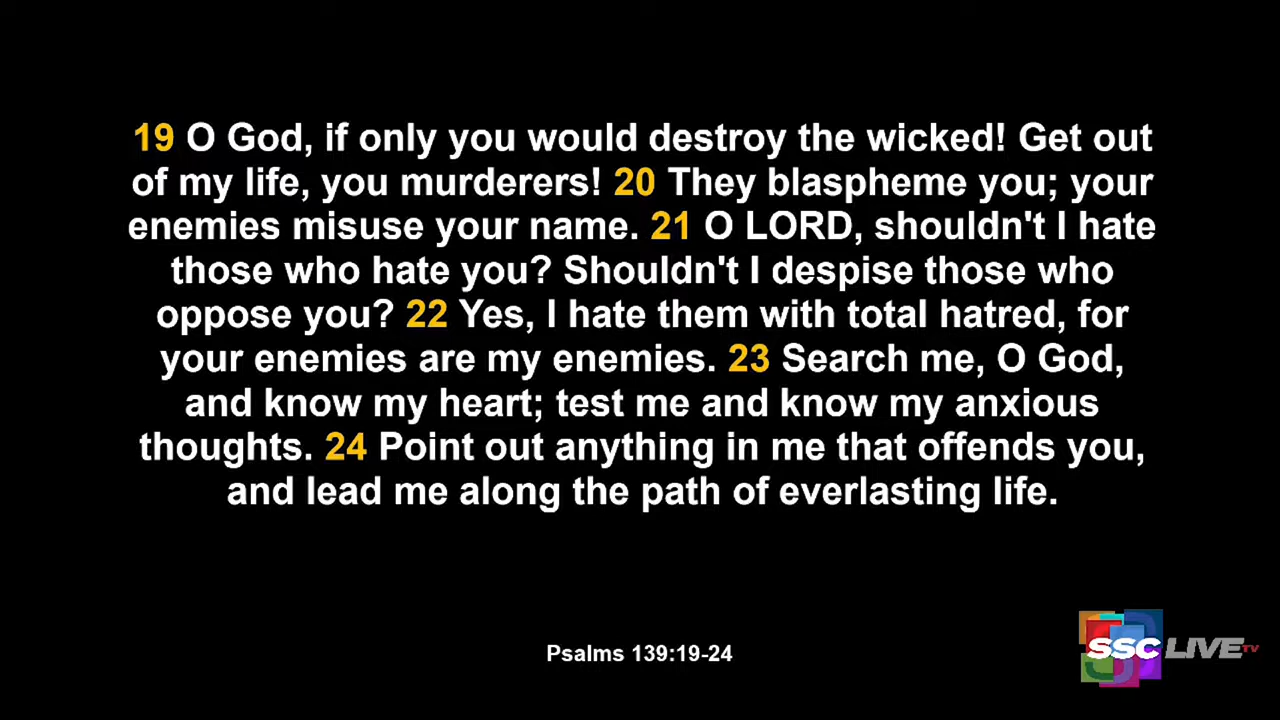 19 O God, if only you would destroy the wicked! Get out
of my life, you murderers! 20 They blaspheme you; your
enemies misuse your name. 21 O LORD, shouldn't I hate
those who hate you? Shouldn't I despise those who
oppose you? 22 Yes, I hate them with total hatred, for
your enemies are my enemies. 23 Search me, O God,
and know my heart; test me and know my anxious
thoughts. 24 Point out anything in me that offends you,
and lead me along the path of everlasting life.
Psalms 139:19-24
SSC LIVE TV